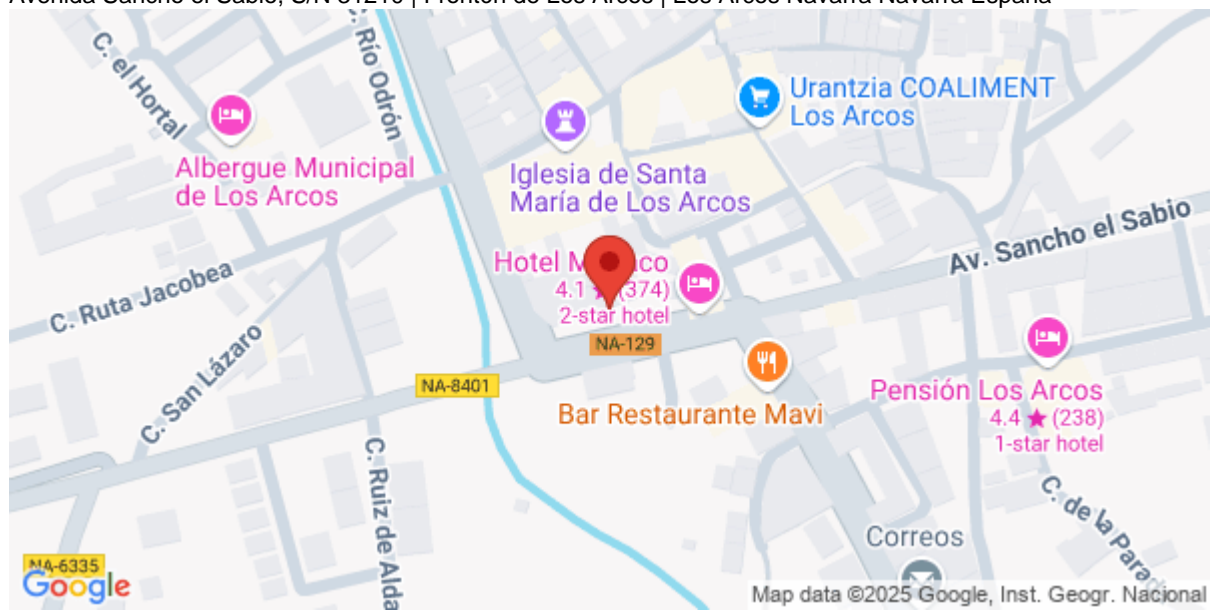 Avenida Sancho el Sabio, S/N 31210 | Frontón de Los Arcos | Los Arcos Navarra Navarra España
C. el Hortal
C. Río Odrón
Urantzia COALIMENT
Los Arcos
Albergue Municipal
de Los Arcos
Iglesia de Santa
María de Los Arcos
Av. Sancho el Sabio
Hotel
4.1 ★ (374)
2-star hotel
C. Ruta Jacobea
NA-129
C. San Lázaro
NA-8401
Bar Restaurante Mavi
Pensión Los Arcos
4.4 ★ (238)
1-star hotel
C. Ruiz de Alda
C. de la Parad
Correos
NA-6335
Google
Map data ©2025 Google, Inst. Geogr. Nacional